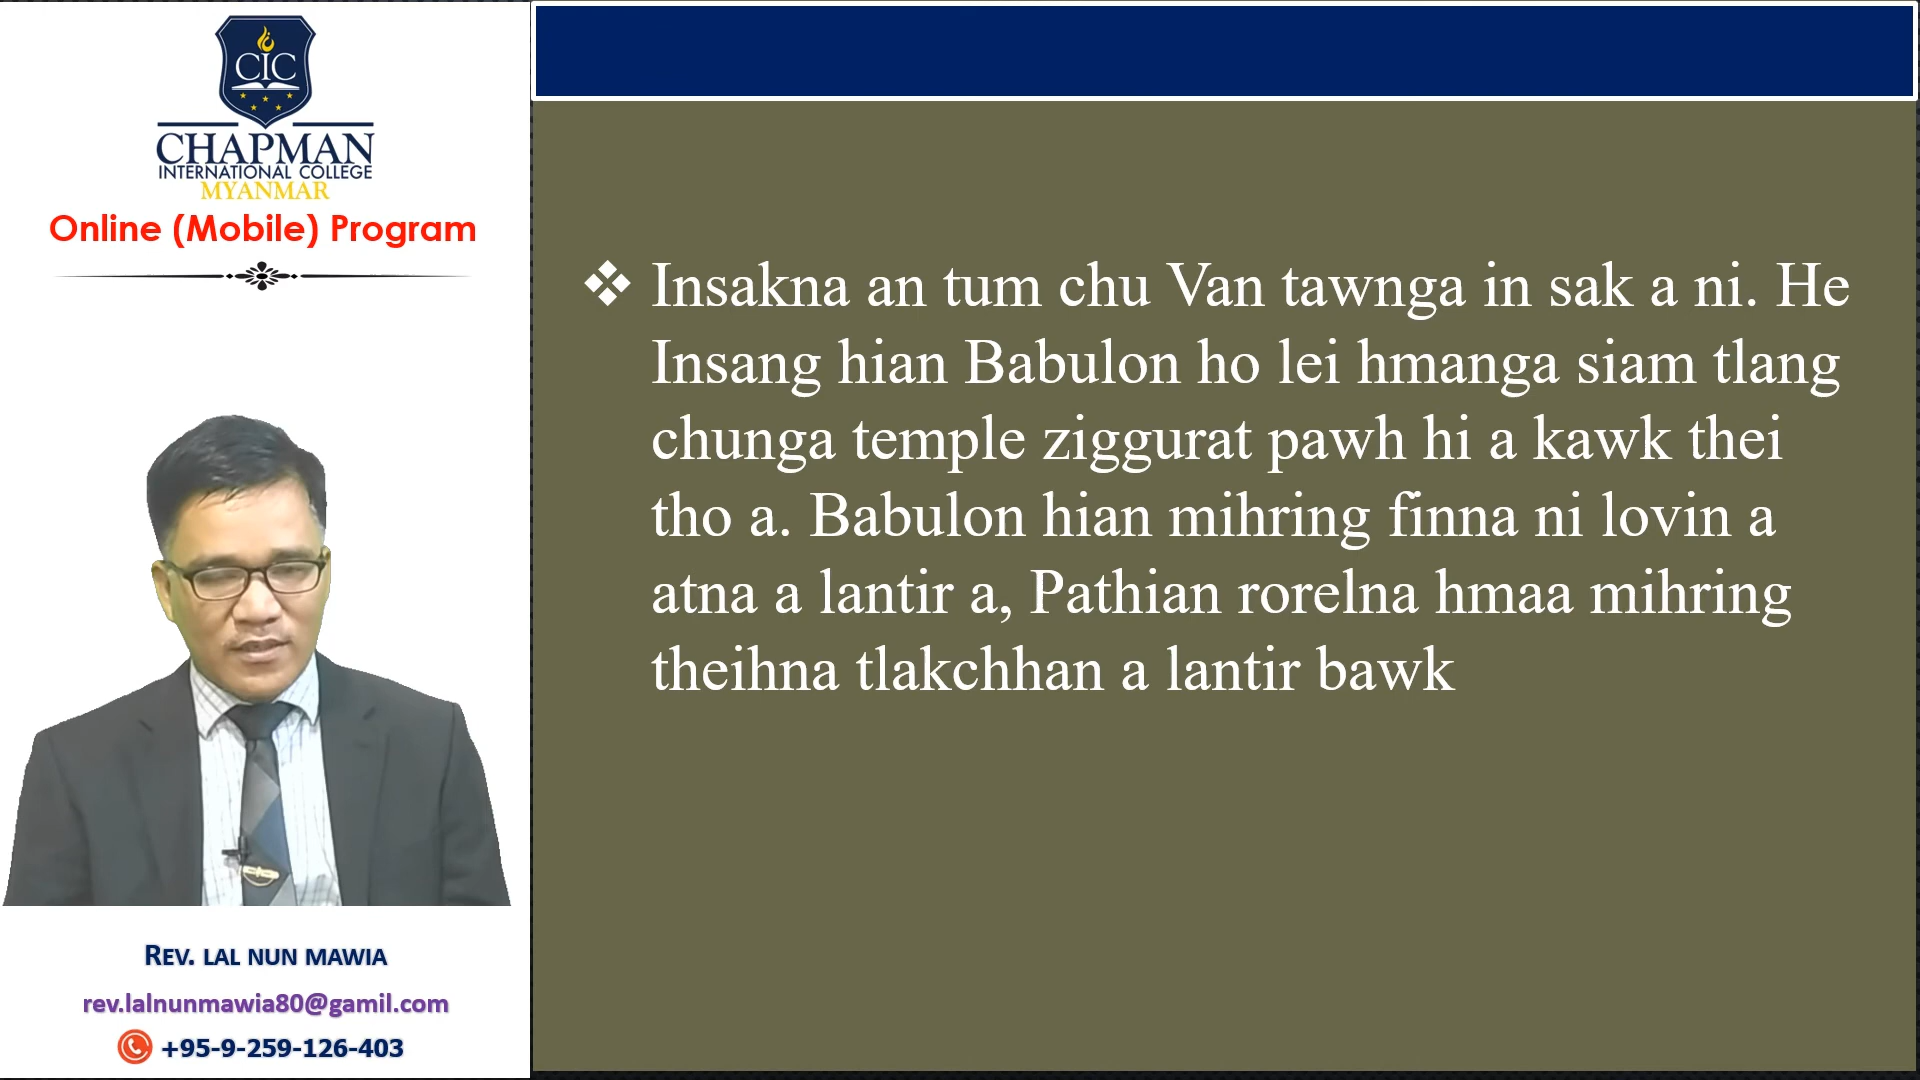 CIC
CHAPMAN
INTERNATIONAL COLLEGE
MYANMAR
Online (Mobile) Program
REV. LAL NUN MAWIA
rev.lalnunmawia80@gamil.com
+95-9-259-126-403
❖ Insakna an tum chu Van tawnga in sak a ni. He
Insang hian Babulon ho lei hmanga siam tlang
chunga temple ziggurat pawh hi a kawk thei
tho a. Babulon hian mihring finna ni lovin a
atna a lantir a, Pathian rorelna hmaa mihring
theihna tlakchhan a lantir bawk